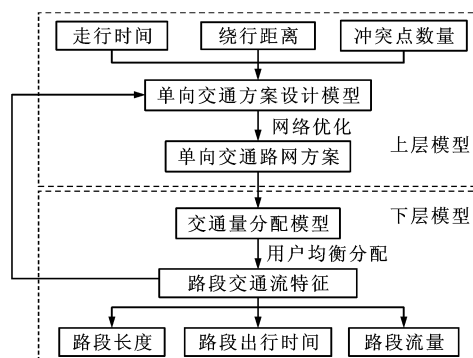 走行时间 绕行距离 冲突点数量
单向交通方案设计模型
网络优化
单向交通路网方案
上层模型
下层模型
交通量分配模型
用户均衡分配
路段交通流特征
路段长度 路段出行时间 路段流量